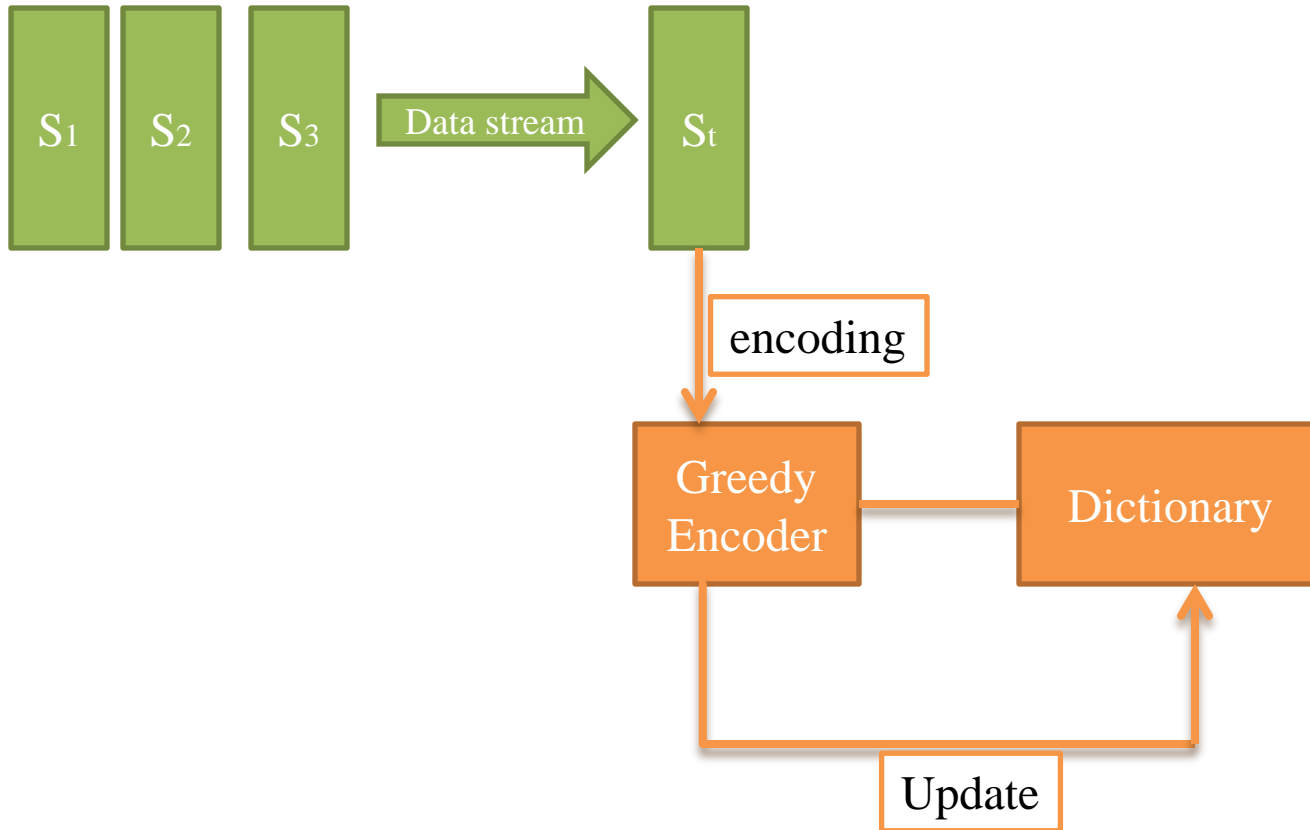 S1
S2
S3
Data stream
St
encoding
Greedy
Encoder
Dictionary
Update